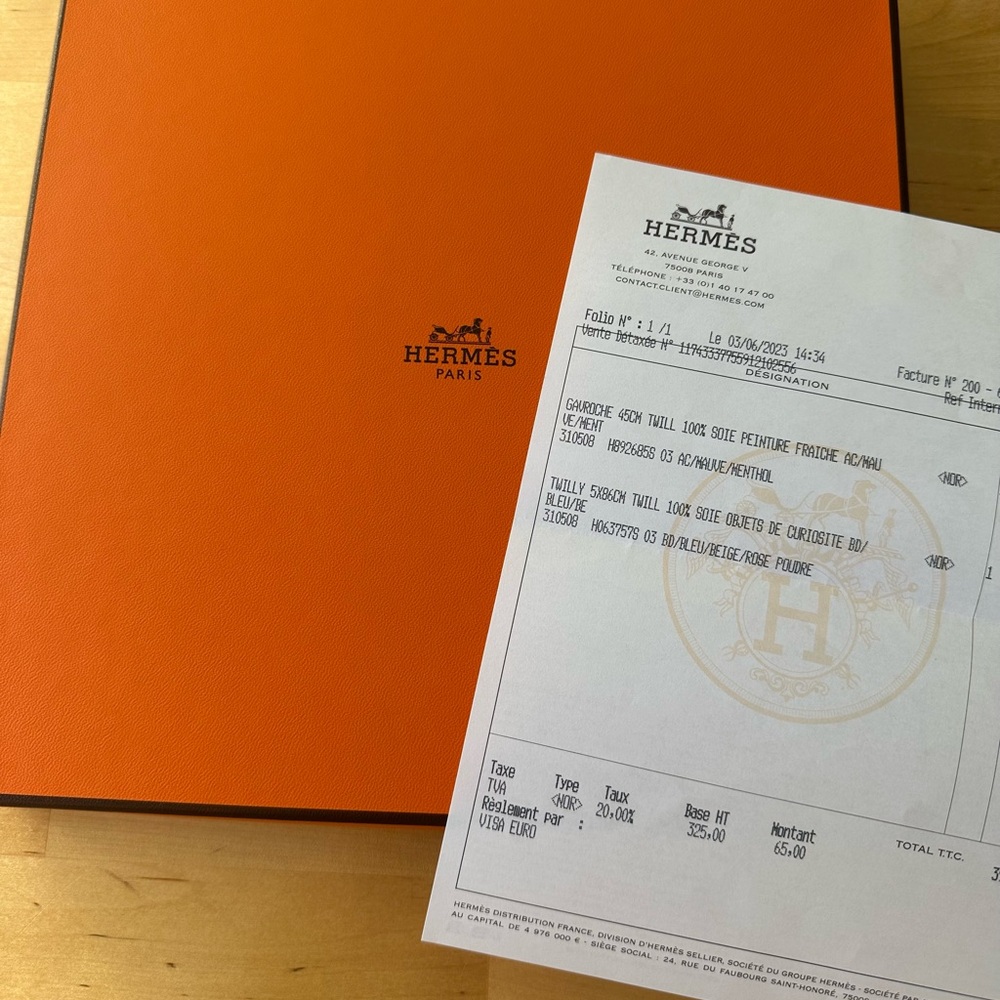 HERMÈS
PARIS
HERMÈS
42, AVENUE GEORGE V
75008 PARIS
TÉLÉPHONE : +33 (0)1 40 17 47 00
CONTACT.CLIENT@HERMES.COM
Folio N° : 1 /1 Le 03/06/2023 14:34
Vente Détaxée N° 11743337755912102556
Facture N° 200 -
Ref Intern
DÉSIGNATION
GAVROCHE 45CM TWILL 100% SOIE PEINTURE FRAICHE AC/MAU
VE/MENT
310508 H892685S 03 AC/MAUVE/MENTHOL <NOR>
TWILLY 5X86CM TWILL 100% SOIE OBJETS DE CURIOSITE BD/
BLEU/BE
310508 H063757S 03 BD/BLEU/BEIGE/ROSE POUDRE <NOR> 1
H
Taxe Type Taux Base HT Montant
TVA <NOR> 20,00% 325,00 65,00
Règlement par :
VISA EURO
TOTAL T.T.C.
HERMÈS DISTRIBUTION FRANCE, DIVISION D'HERMÈS SELLIER, SOCIÉTÉ DU GROUPE HERMÈS - SOCIÉTÉ PAR
AU CAPITAL DE 4 976 000 € - SIÈGE SOCIAL : 24, RUE DU FAUBOURG SAINT-HONORÉ, 75008